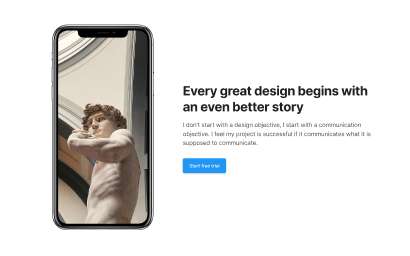 Every great design begins with
an even better story
I don't start with a design objective, I start with a communication
objective. I feel my project is successful if it communicates what it is
supposed to communicate.
Start free trial